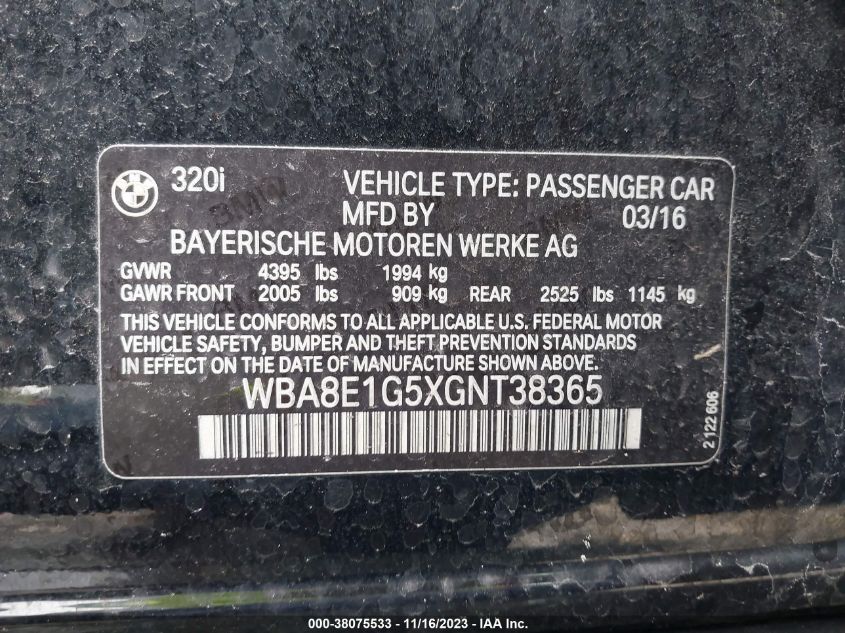 320i VEHICLE TYPE: PASSENGER CAR
MFD BY 03/16
BAYERISCHE MOTOREN WERKE AG
GVWR 4395 lbs 1994 kg
GAWR FRONT 2005 lbs 909 kg REAR 2525 lbs 1145 kg
THIS VEHICLE CONFORMS TO ALL APPLICABLE U.S. FEDERAL MOTOR
VEHICLE SAFETY, BUMPER AND THEFT PREVENTION STANDARDS
IN EFFECT ON THE DATE OF MANUFACTURE SHOWN ABOVE.
WBA8E1G5XGNT38365
2 122 606
000-38075533 - 11/16/2023 - IAA Inc.